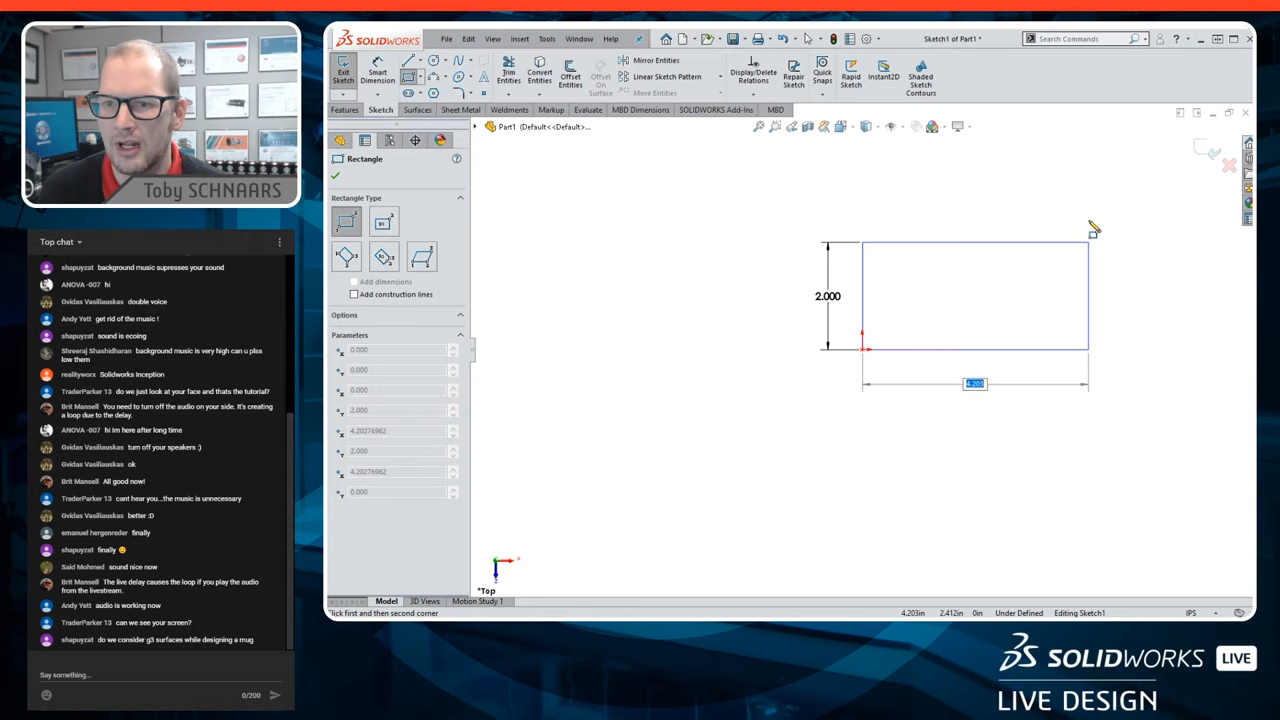 Toby SCHNAARS
Top chat
shapuyzat background music supresses your sound
ANOVA -007 hi
Gvidas Vasiliauskas double voice
Andy Yett get rid of the music !
shapuyzat sound is ecoing
Shreeraj Shashidharan background music is very high can u plss
low them
realityworx Solidworks Inception
TraderParker 13 do we just look at your face and thats the tutorial?
Brit Mansell You need to turn off the audio on your side. It's creating
a loop due to the delay.
ANOVA -007 hi Im here after long time
Gvidas Vasiliauskas turn off your speakers :)
Gvidas Vasiliauskas ok
Brit Mansell All good now!
TraderParker 13 cant hear you...the music is unnecessary
Gvidas Vasiliauskas better :D
emanuel hergenreder finally
shapuyzat finally 🙂
Said Mohmed sound nice now
Brit Mansell The live delay causes the loop if you play the audio
from the livestream.
Andy Yett audio is working now
TraderParker 13 can we see your screen?
shapuyzat do we consider g3 surfaces while designing a mug
Say something...
0/200
SOLIDWORKS File Edit View Insert Tools Window Help Sketch1 of Part1 * Search Commands
Exit Sketch
Smart Dimension
Trim Entities
Convert Entities
Offset Entities
Offset On Surface
Mirror Entities
Linear Sketch Pattern
Move Entities
Display/Delete Relations
Repair Sketch
Quick Snaps
Rapid Sketch
Instant2D
Shaded Sketch Contours
Features Sketch Surfaces Sheet Metal Weldments Markup Evaluate MBD Dimensions SOLIDWORKS Add-Ins MBD
Part1 (Default<<Default>...
Rectangle
Rectangle Type
Add dimensions
Add construction lines
Options
Parameters
0.000
0.000
0.000
2.000
4.20276962
2.000
4.20276962
0.000
2.000
4.203
*Top
Model 3D Views Motion Study 1
Click first and then second corner 4.203in 2.412in 0in Under Defined Editing Sketch1 IPS
SOLIDWORKS LIVE
LIVE DESIGN